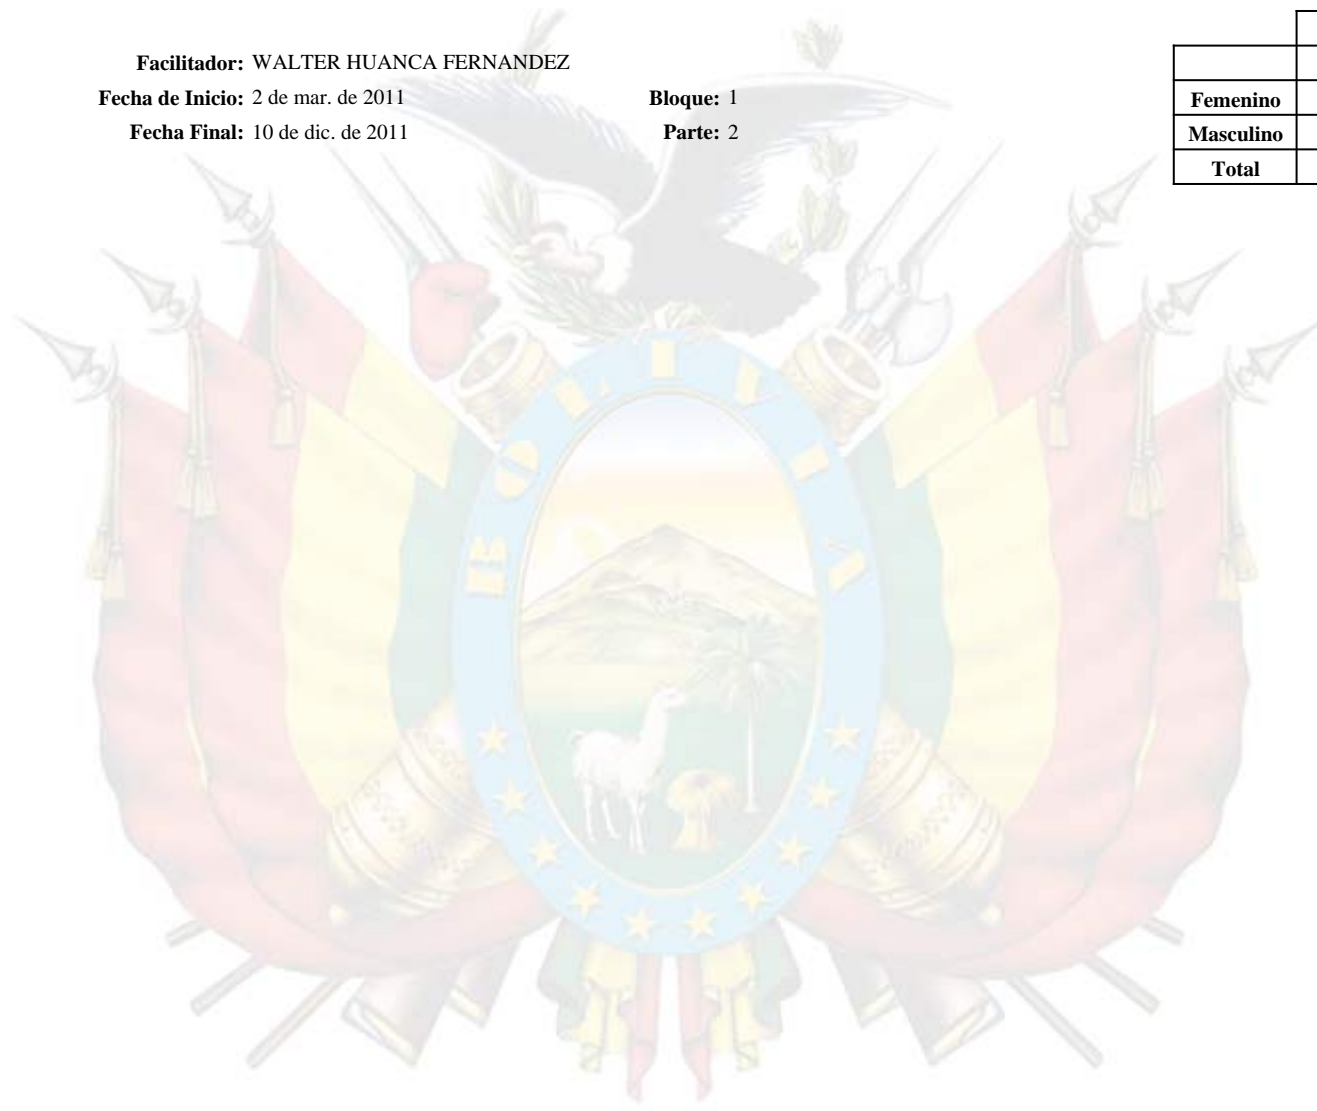 Facilitador: WALTER HUANCA FERNANDEZ
Fecha de Inicio: 2 de mar. de 2011 Bloque: 1
Fecha Final: 10 de dic. de 2011 Parte: 2
Femenino
Masculino
Total
BOLIVIA